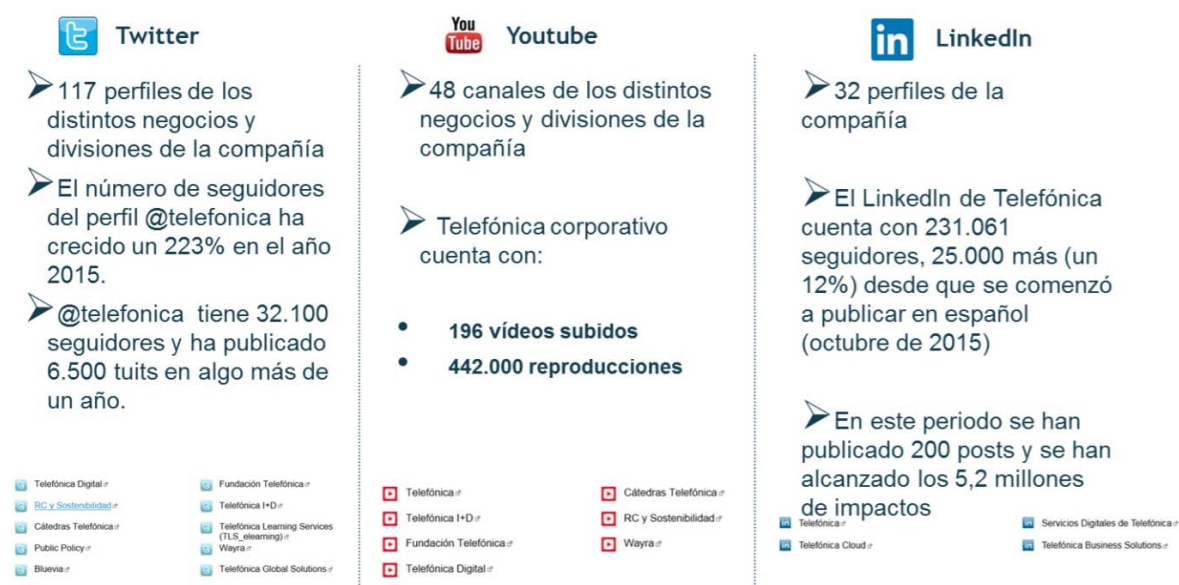 Twitter
➢117 perfiles de los
distintos negocios y
divisiones de la compañía
➢El número de seguidores
del perfil @telefonica ha
crecido un 223% en el año
2015.
➢@telefonica tiene 32.100
seguidores y ha publicado
6.500 tuits en algo más de
un año.
Telefónica Digital
RC y Sostenibilidad
Cátedras Telefónica
Public Policy
Bluevia
Fundación Telefónica
Telefónica I+D
Telefónica Learning Services
(TLS_elearning)
Wayra
Telefónica Global Solutions
You
Tube
Youtube
➢48 canales de los distintos
negocios y divisiones de la
compañía
➢ Telefónica corporativo
cuenta con:
• 196 vídeos subidos
• 442.000 reproducciones
Telefónica
Telefónica I+D
Fundación Telefónica
Telefónica Digital
Cátedras Telefónica
RC y Sostenibilidad
Wayra
in
LinkedIn
➢32 perfiles de la
compañía
➢El LinkedIn de Telefónica
cuenta con 231.061
seguidores, 25.000 más (un
12%) desde que se comenzó
a publicar en español
(octubre de 2015)
➢En este periodo se han
publicado 200 posts y se han
alcanzado los 5,2 millones
de impactos
Telefónica
Telefónica Cloud
Servicios Digitales de Telefónica
Telefónica Business Solutions